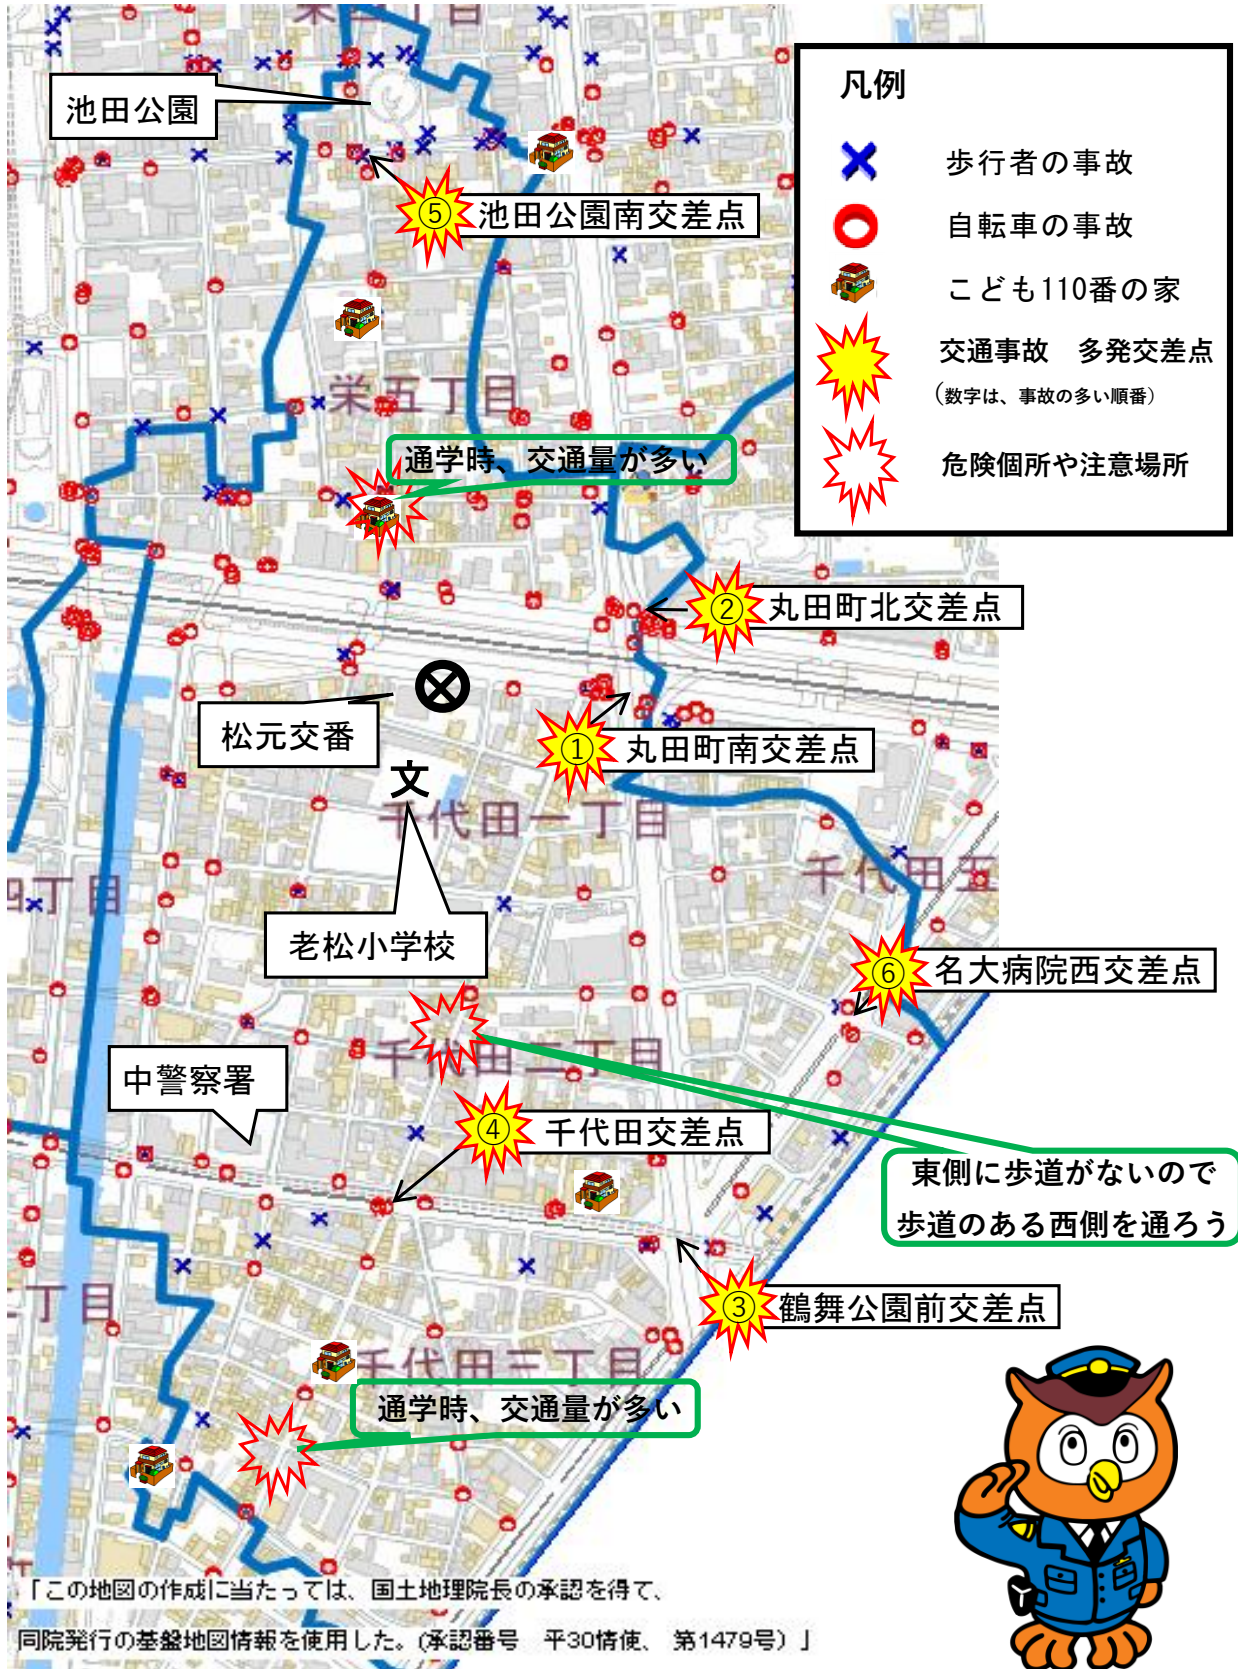 栄四丁目
池田公園
凡例
歩行者の事故
自転車の事故
こども110番の家
交通事故 多発交差点
(数字は、事故の多い順番)
危険個所や注意場所
⑤ 池田公園南交差点
栄五丁目
通学時、交通量が多い
② 丸田町北交差点
松元交番
① 丸田町南交差点
文
千代田一丁目
千代田五
四丁目
老松小学校
⑥ 名大病院西交差点
千代田二丁目
中警察署
④ 千代田交差点
東側に歩道がないので
歩道のある西側を通ろう
丁目
③ 鶴舞公園前交差点
千代田三丁目
通学時、交通量が多い
「この地図の作成に当たっては、国土地理院長の承認を得て、
同院発行の基盤地図情報を使用した。(承認番号 平30情使、 第1479号)」